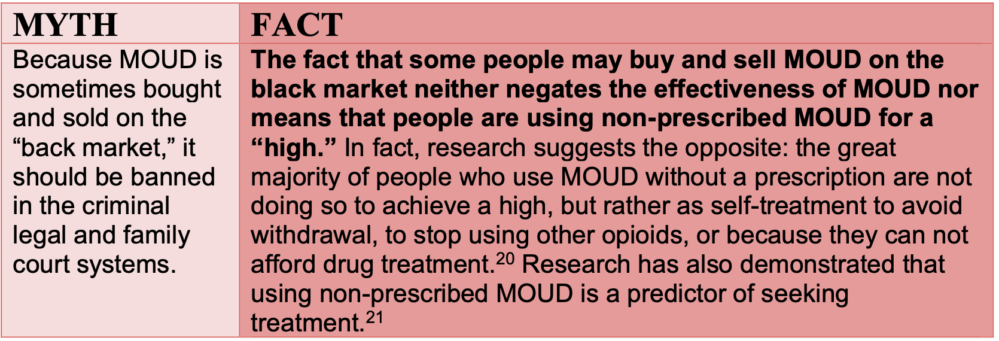 MYTH
FACT
Because MOUD is
sometimes bought
and sold on the
“back market,” it
should be banned
in the criminal
legal and family
court systems.
The fact that some people may buy and sell MOUD on the
black market neither negates the effectiveness of MOUD nor
means that people are using non-prescribed MOUD for a
“high.” In fact, research suggests the opposite: the great
majority of people who use MOUD without a prescription are not
doing so to achieve a high, but rather as self-treatment to avoid
withdrawal, to stop using other opioids, or because they can not
afford drug treatment.20 Research has also demonstrated that
using non-prescribed MOUD is a predictor of seeking
treatment.21